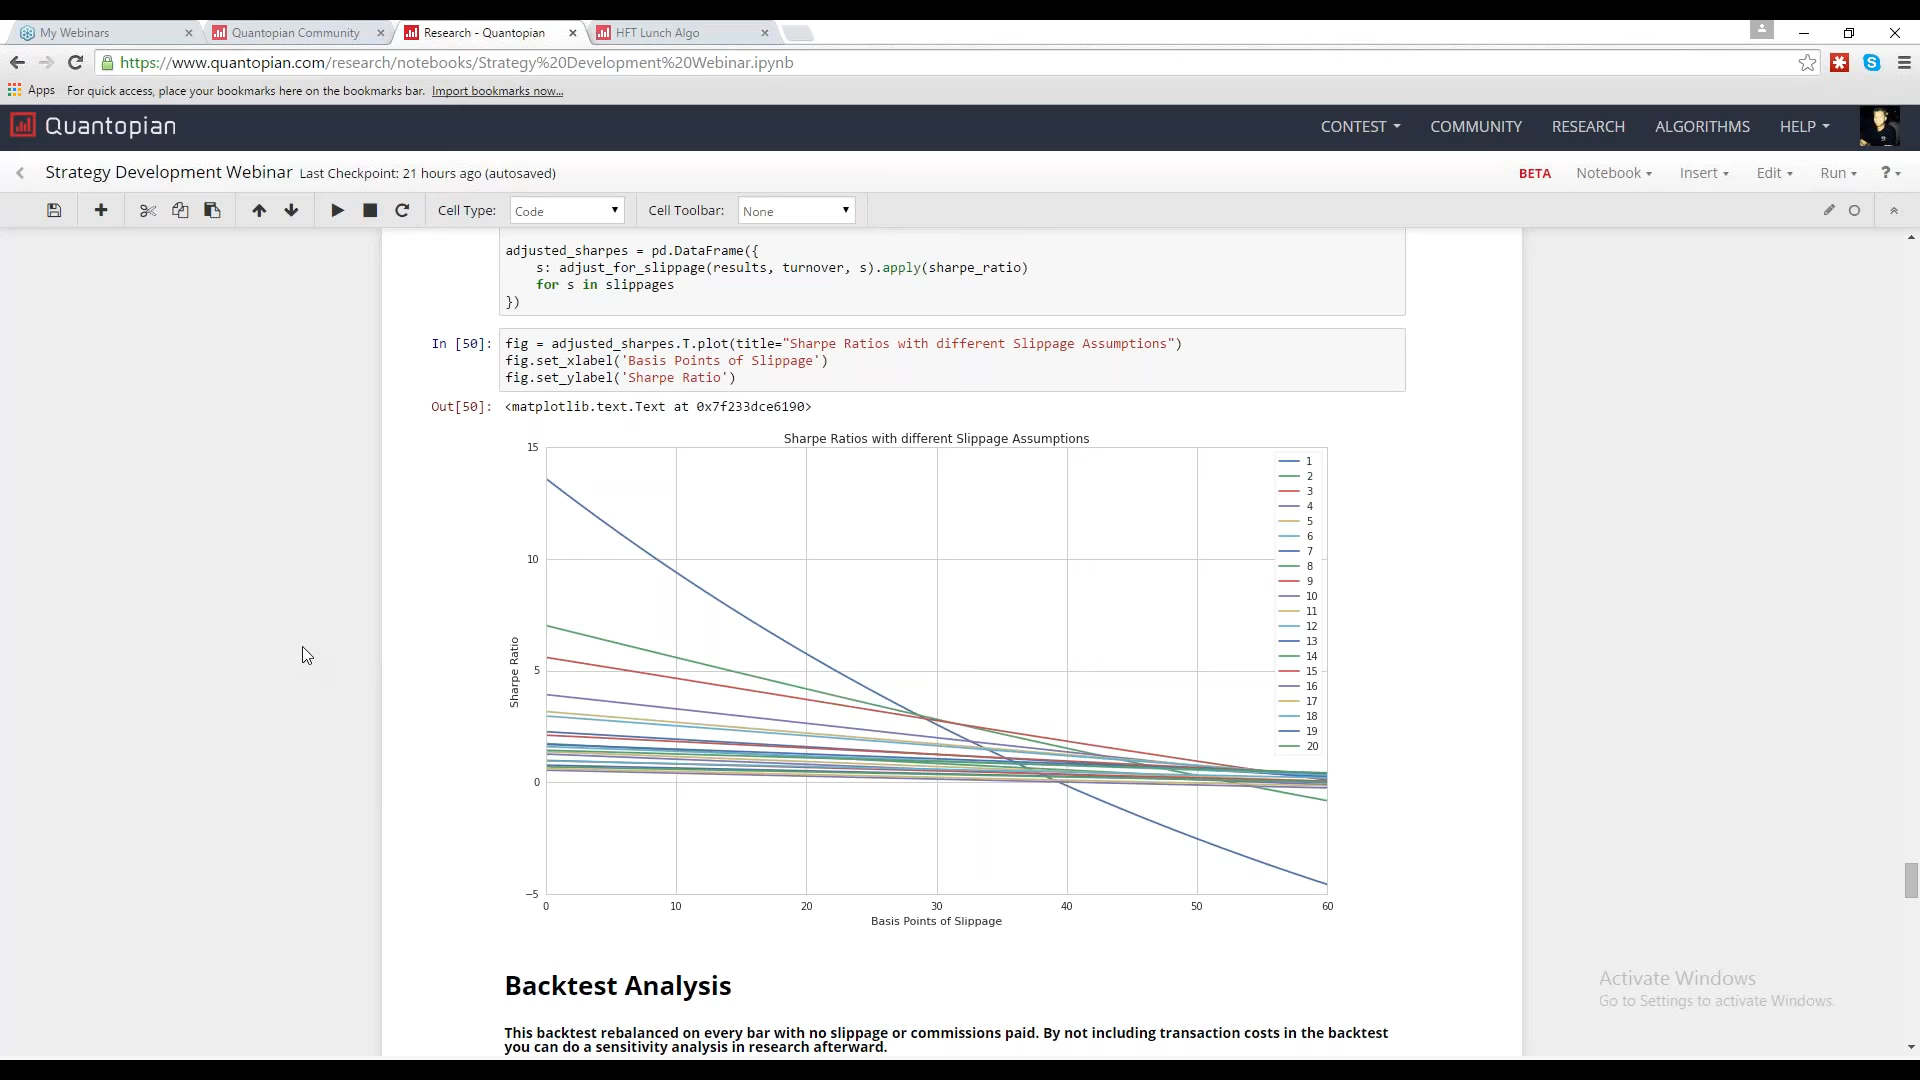 My Webinars
Quantopian Community
Research - Quantopian
HFT Lunch Algo
https://www.quantopian.com/research/notebooks/Strategy%20Development%20Webinar.ipynb
Apps For quick access, place your bookmarks here on the bookmarks bar. Import bookmarks now...
Quantopian
CONTEST COMMUNITY RESEARCH ALGORITHMS HELP
Strategy Development Webinar Last Checkpoint: 21 hours ago (autosaved)
BETA Notebook Insert Edit Run ?
Cell Type: Code Cell Toolbar: None
adjusted_sharpes = pd.DataFrame({
s: adjust_for_slippage(results, turnover, s).apply(sharpe_ratio)
for s in slippages
})
In [50]: fig = adjusted_sharpes.T.plot(title="Sharpe Ratios with different Slippage Assumptions")
fig.set_xlabel('Basis Points of Slippage')
fig.set_ylabel('Sharpe Ratio')
Out[50]: <matplotlib.text.Text at 0x7f233dce6190>
Sharpe Ratios with different Slippage Assumptions
15
10
5
0
−5
Sharpe Ratio
1
2
3
4
5
6
7
8
9
10
11
12
13
14
15
16
17
18
19
20
0 10 20 30 40 50 60
Basis Points of Slippage
Backtest Analysis
This backtest rebalanced on every bar with no slippage or commissions paid. By not including transaction costs in the backtest
you can do a sensitivity analysis in research afterward.
Activate Windows
Go to Settings to activate Windows.